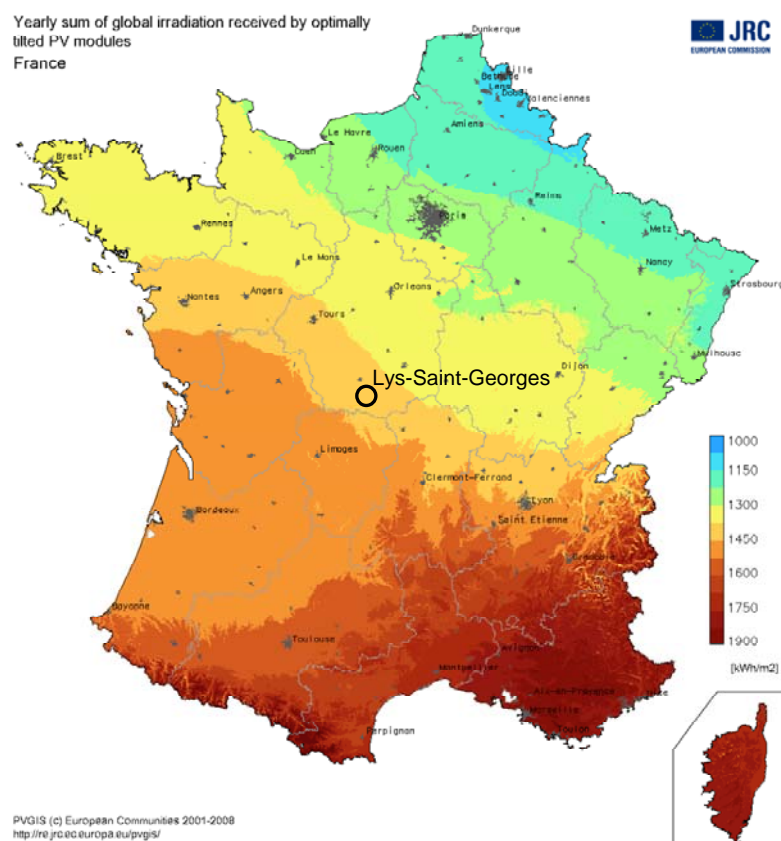 Yearly sum of global irradiation received by optimally
tilted PV modules
France
JRC
EUROPEAN COMMISSION
Dunkerque
Lille
Bethune
Lens
Douai
Valenciennes
Amiens
Le Havre
Rouen
Caen
Reims
Brest
Paris
Metz
Rennes
Nancy
Le Mans
Strasbourg
Orleans
Angers
Nantes
Tours
Mulhouse
Dijon
Lys-Saint-Georges
Limoges
Clermont-Ferrand
Lyon
Saint Etienne
Bordeaux
Grenoble
Bayonne
Toulouse
Avignon
Montpellier
Aix-en-Provence
Nice
Marseille
Toulon
Perpignan
1000
1150
1300
1450
1600
1750
1900
[kWh/m2]
PVGIS (c) European Communities 2001-2008
http://re.jrc.ec.europa.eu/pvgis/